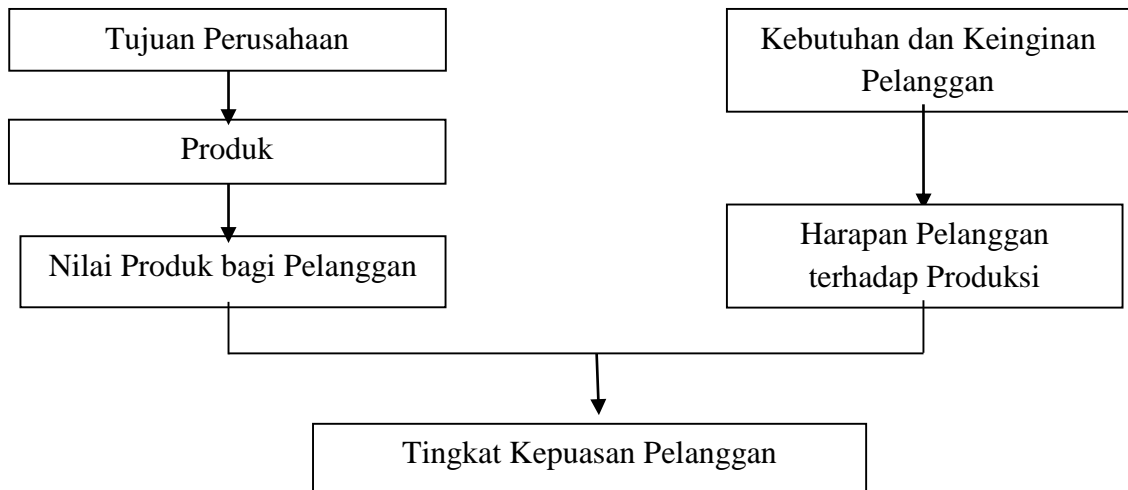 Tujuan Perusahaan
Kebutuhan dan Keinginan
Pelanggan
Produk
Nilai Produk bagi Pelanggan
Harapan Pelanggan
terhadap Produksi
Tingkat Kepuasan Pelanggan